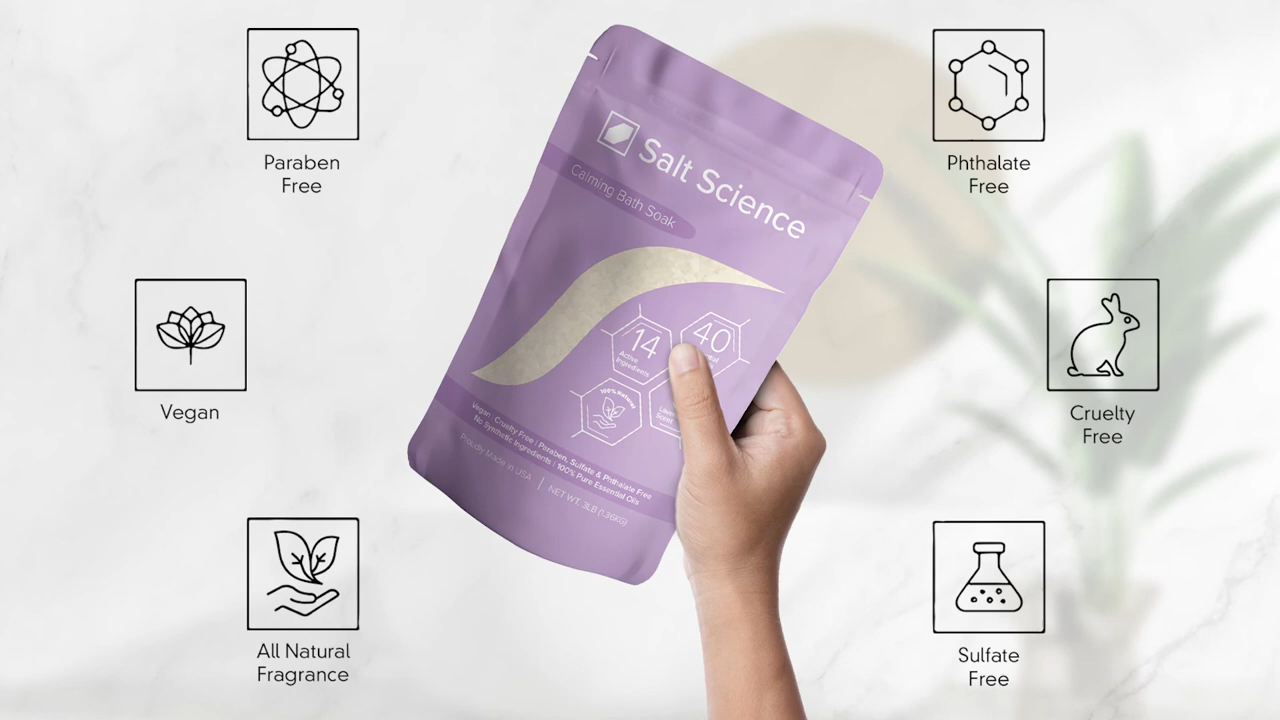 Paraben
Free
Vegan
All Natural
Fragrance
Salt Science
Calming Bath Soak
14
Active
Ingredients
40
100% Natural
Vegan | Cruelty Free | Paraben, Sulfate & Phthalate Free
No Synthetic Ingredients | 100% Pure Essential Oils
Proudly Made in USA | NET WT. 3LB (1.36KG)
Phthalate
Free
Cruelty
Free
Sulfate
Free